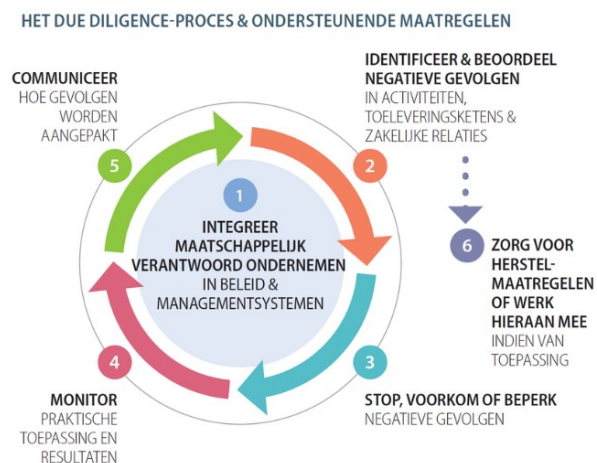 HET DUE DILIGENCE-PROCES & ONDERSTEUNENDE MAATREGELEN
1
INTEGREER
MAATSCHAPPELIJK
VERANTWOORD ONDERNEMEN
IN BELEID &
MANAGEMENTSYSTEMEN
IDENTIFICEER & BEOORDEEL
NEGATIEVE GEVOLGEN
IN ACTIVITEITEN,
TOELEVERINGSKETENS &
ZAKELIJKE RELATIES
2
3
STOP, VOORKOM OF BEPERK
NEGATIEVE GEVOLGEN
4
MONITOR
PRAKTISCHE
TOEPASSING EN
RESULTATEN
COMMUNICEER
HOE GEVOLGEN
WORDEN
AANGEPAKT
5
6
ZORG VOOR
HERSTEL-
MAATREGELEN
OF WERK
HIERAAN MEE
INDIEN VAN
TOEPASSING